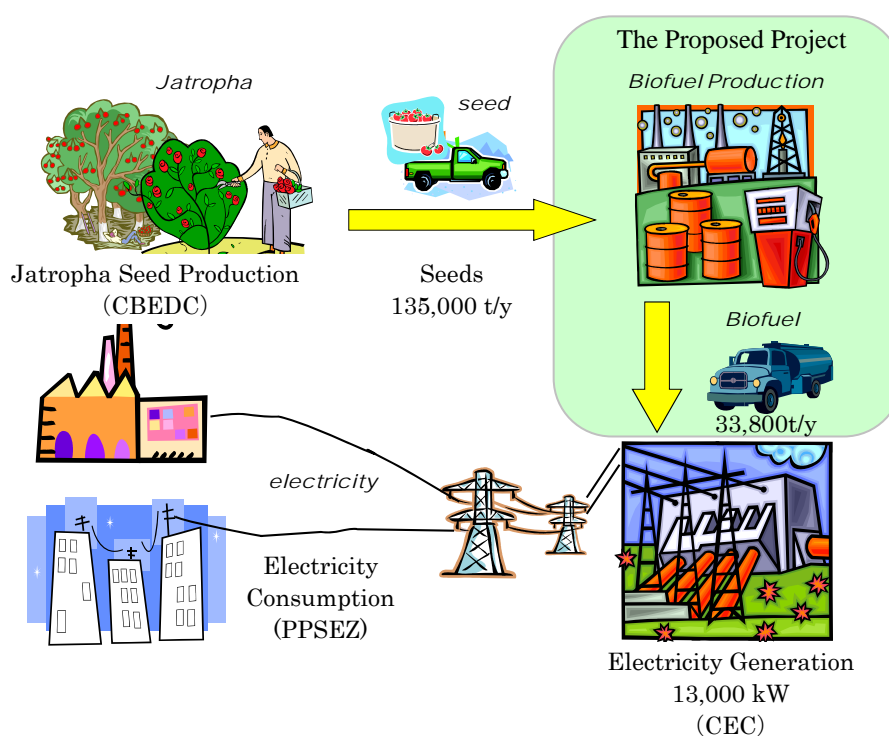 The Proposed Project
Jatropha
seed
Biofuel Production
Jatropha Seed Production
（CBEDC）
Seeds
135,000 t/y
Biofuel
33,800t/y
electricity
Electricity
Consumption
(PPSEZ)
Electricity Generation
13,000 kW
（CEC）